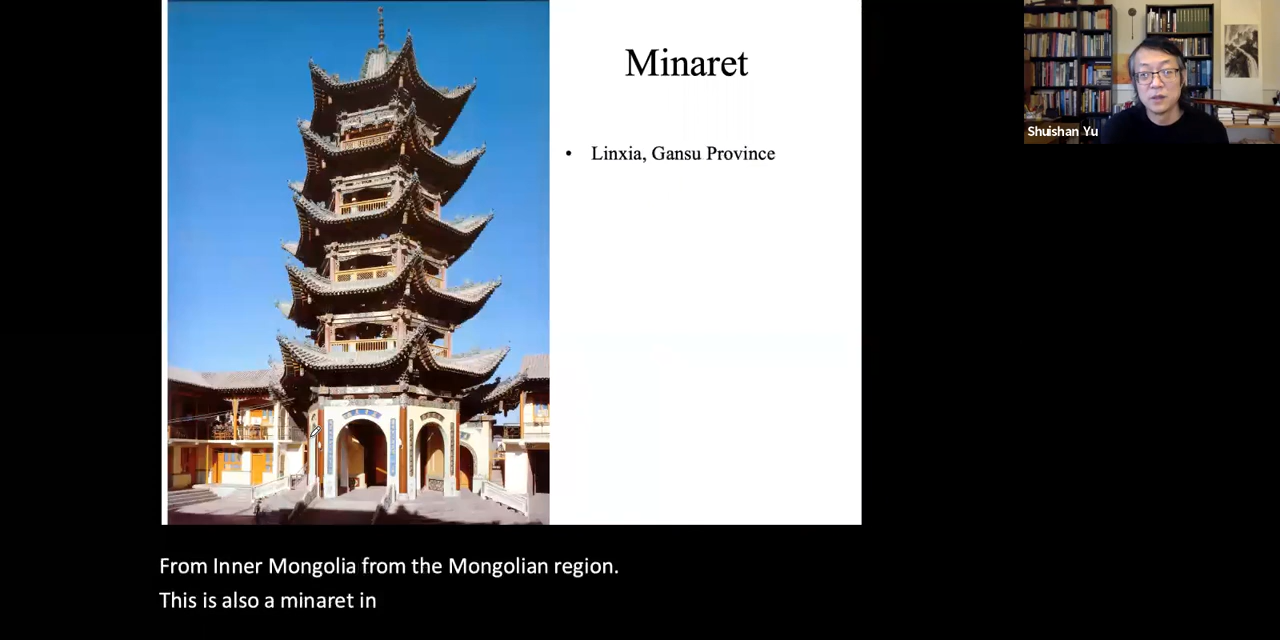 Minaret
• Linxia, Gansu Province
Shuishan Yu
From Inner Mongolia from the Mongolian region.
This is also a minaret in